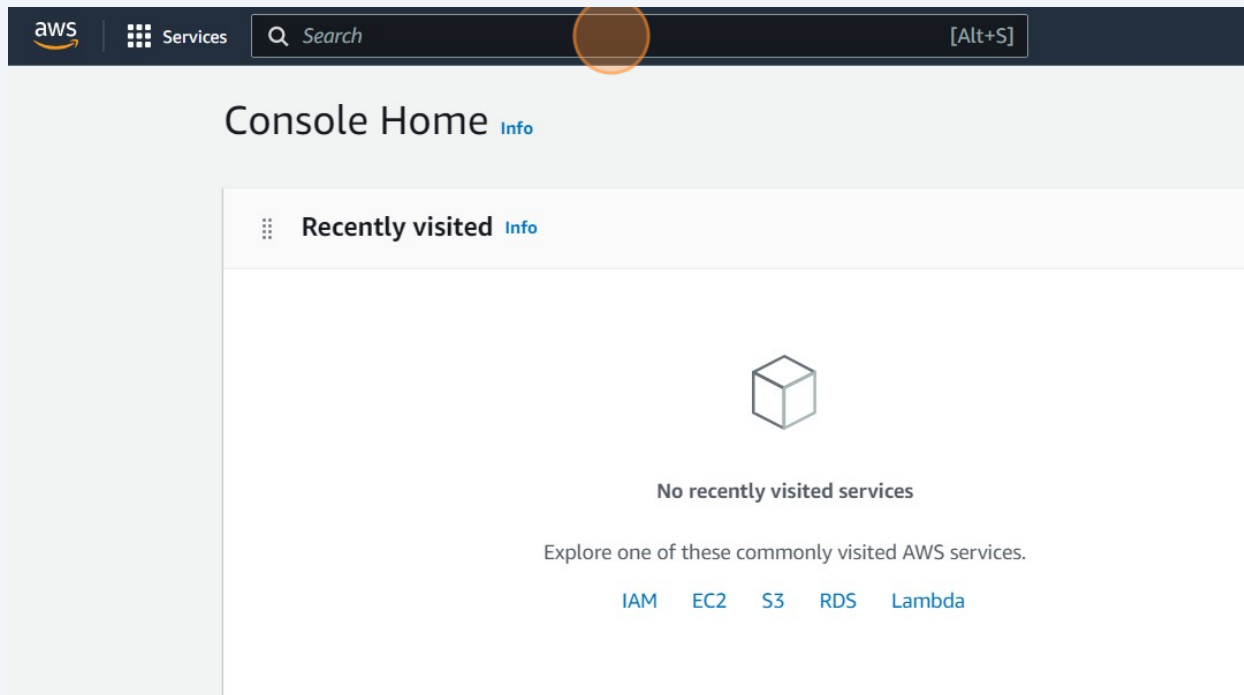 aws Services Search [Alt+S]
Console Home Info
Recently visited Info
No recently visited services
Explore one of these commonly visited AWS services.
IAM EC2 S3 RDS Lambda